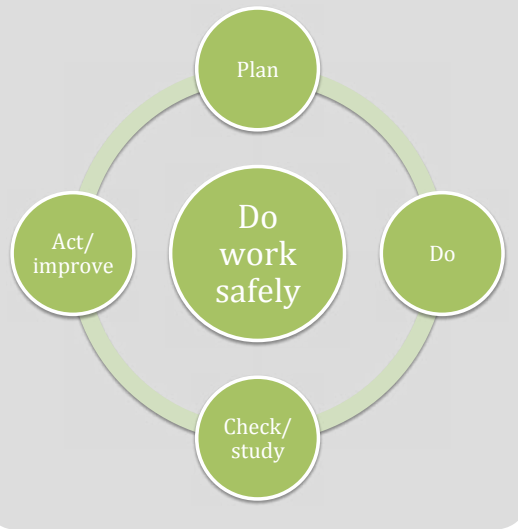 Plan
Do
work
safely
Act/
improve
Do
Check/
study